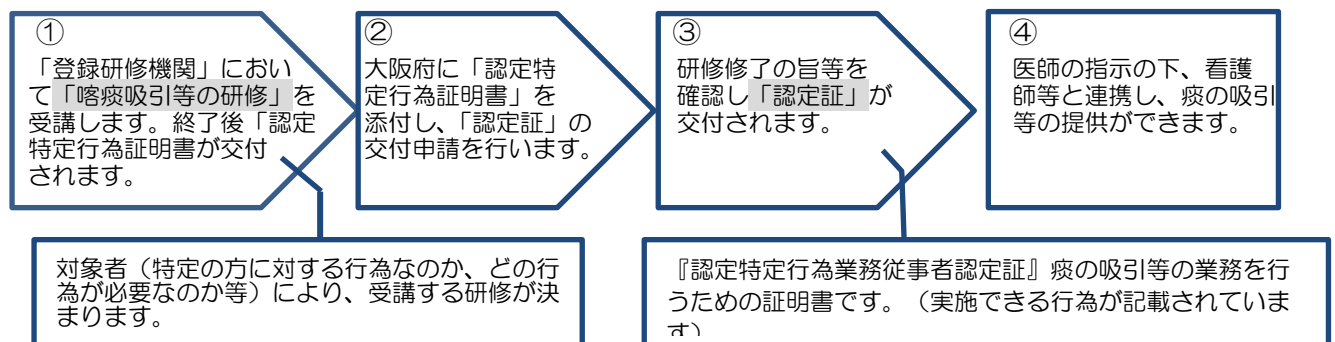 ①
「登録研修機関」におい
て「喀痰吸引等の研修」を
受講します。終了後「認定
特定行為証明書が交付
されます。
②
大阪府に「認定特
定行為証明書」を
添付し、「認定証」の
交付申請を行います。
③
研修修了の旨等を
確認し「認定証」が
交付されます。
④
医師の指示の下、看護
師等と連携し、痰の吸引
等の提供ができます。
対象者（特定の方に対する行為なのか、どの行
為が必要なのか等）により、受講する研修が決
まります。
『認定特定行為業務従事者認定証』痰の吸引等の業務を行
うための証明書です。（実施できる行為が記載されていま
す）